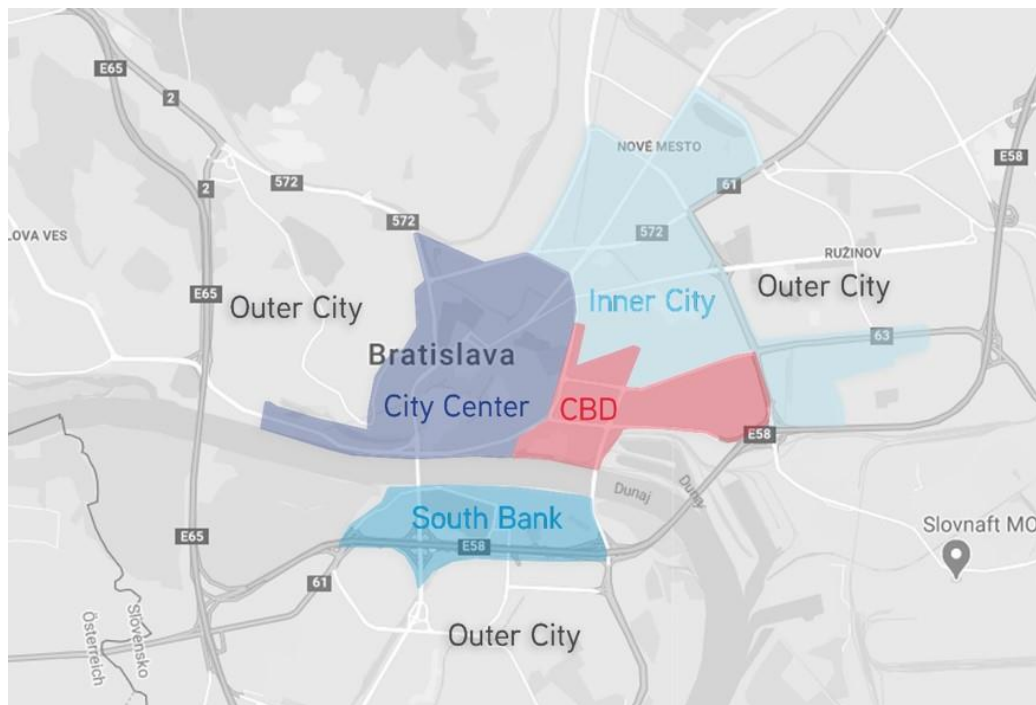 E65
2
572
2
572
572
NOVÉ MESTO
61
E58
LOVA VES
572
RUŽINOV
E65
Outer City
Inner City
Outer City
63
Bratislava
City Center
CBD
E58
South Bank
Dunaj
Dunaj
E65
E58
61
Slovnaft MO
Österreich
Slovensko
Outer City